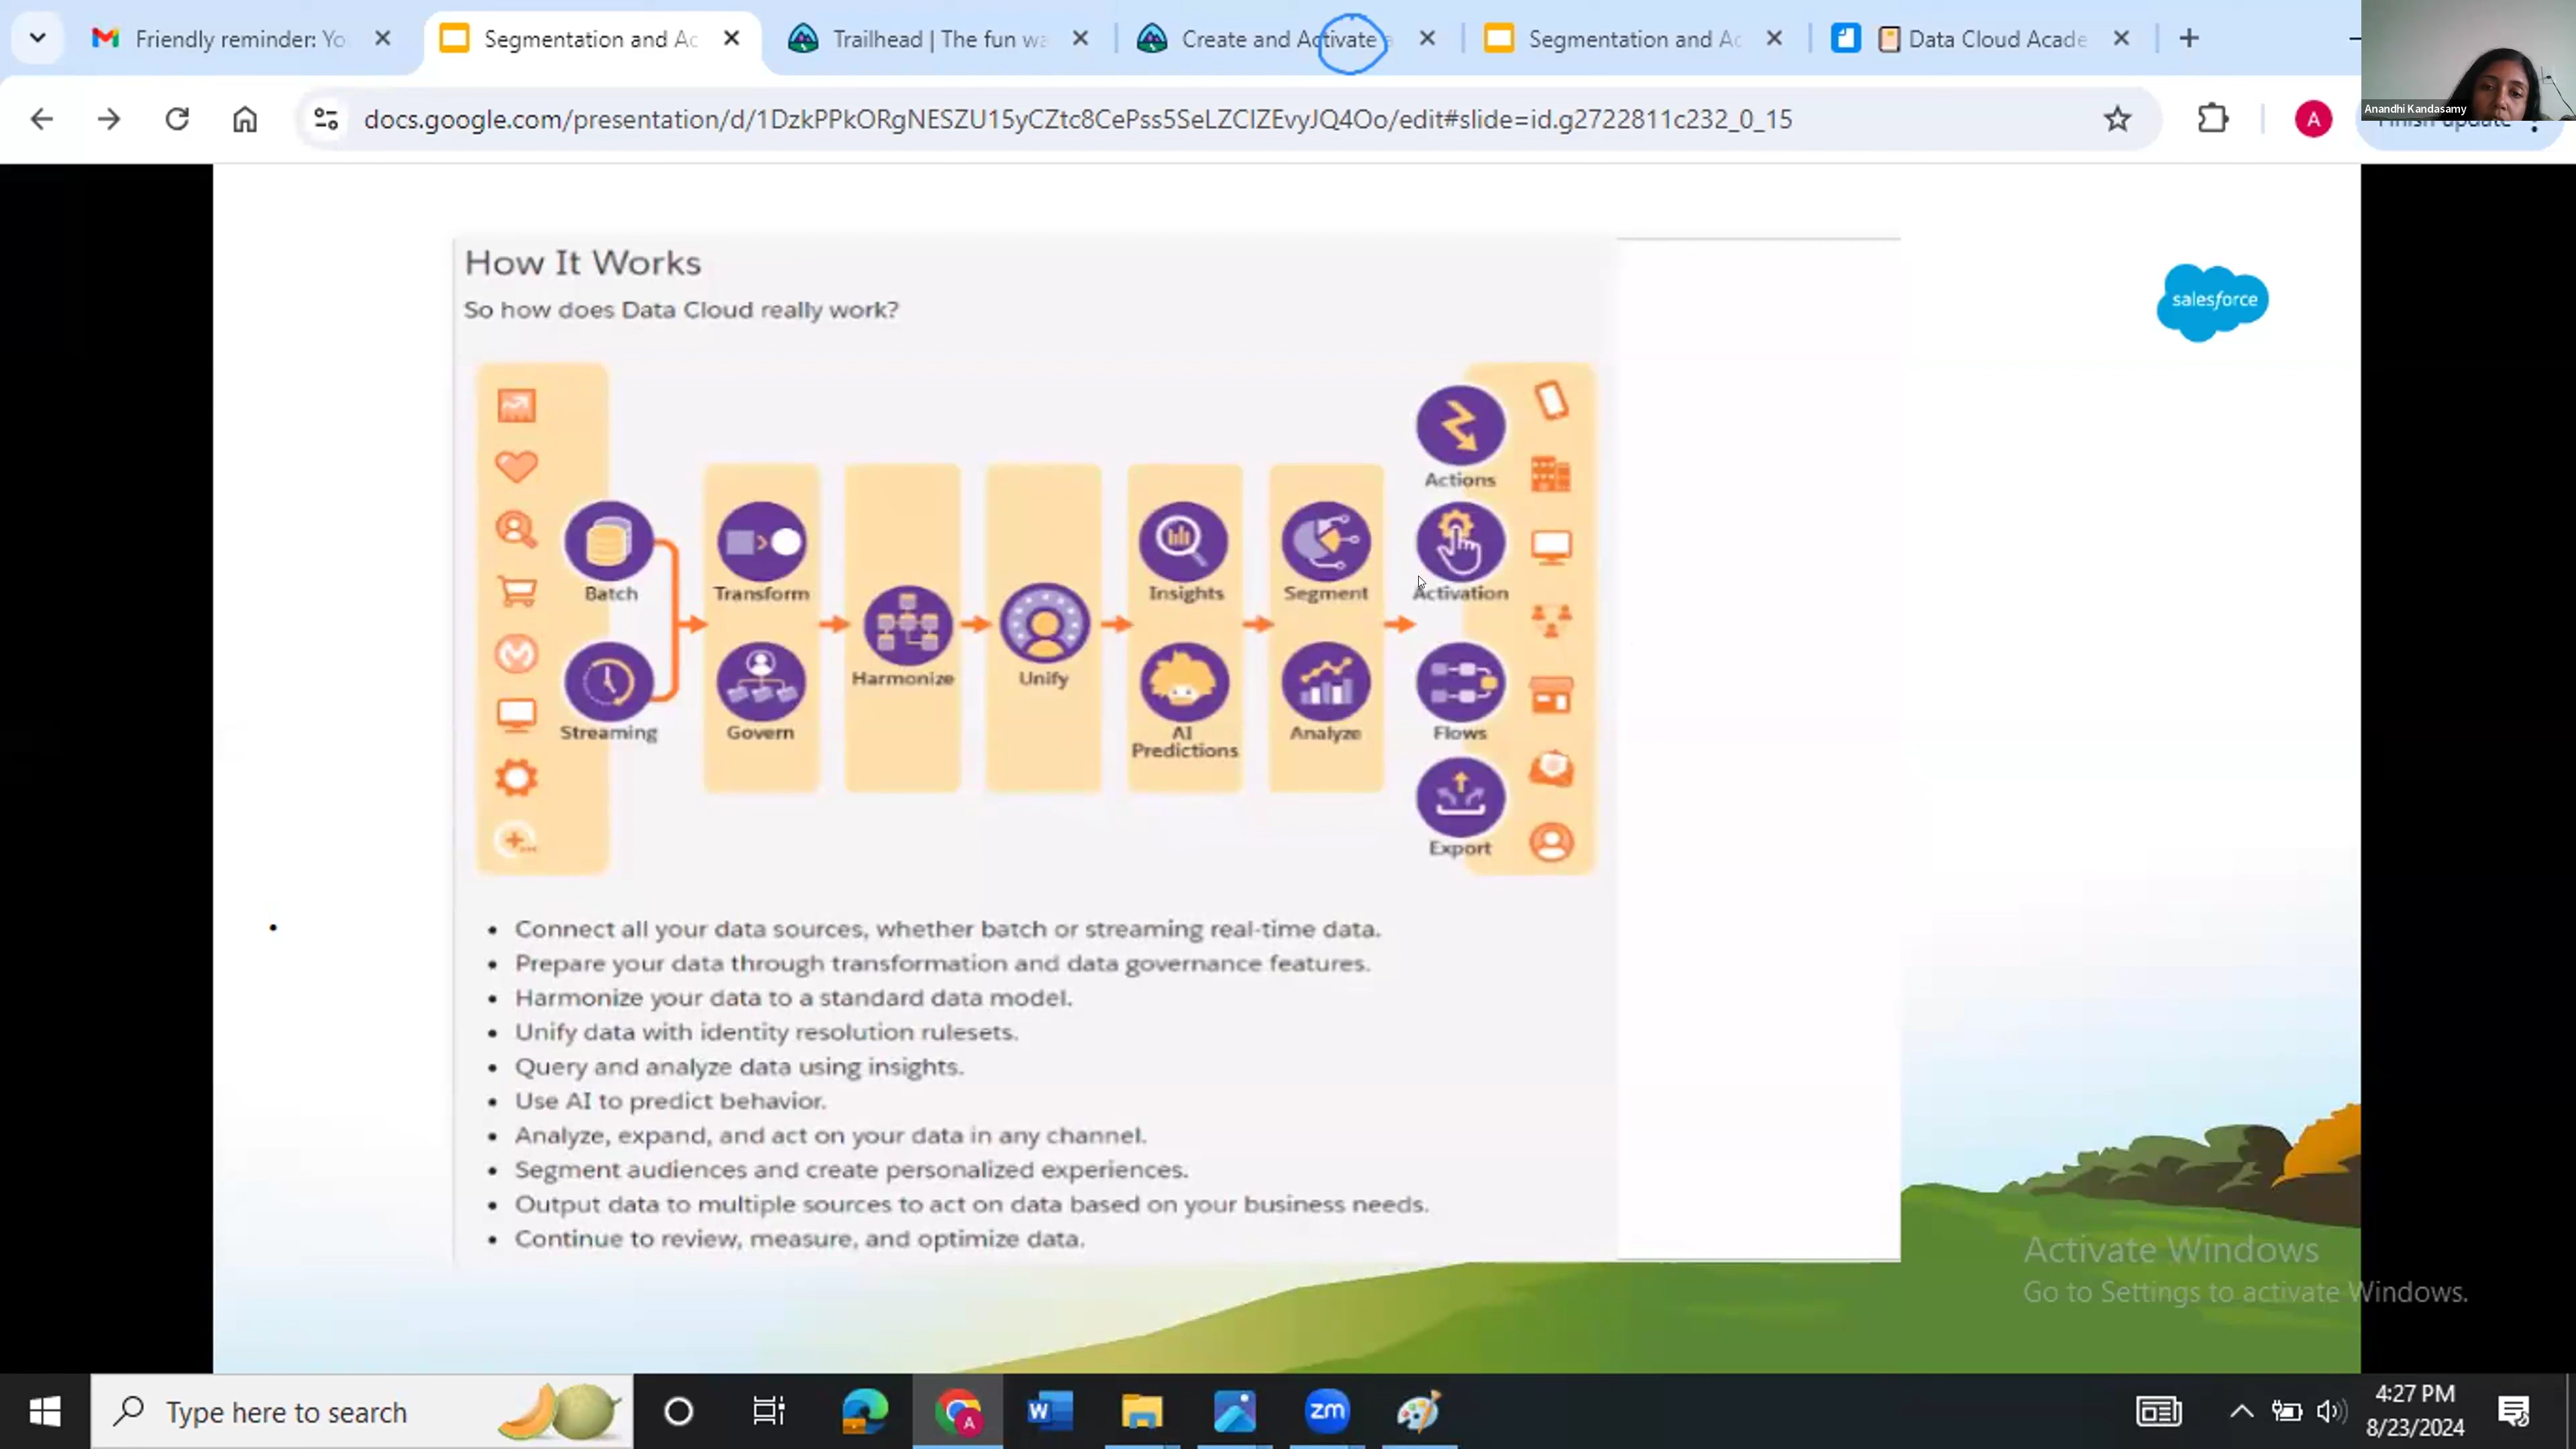 Friendly reminder: Yo
Segmentation and Ac
Trailhead | The fun wa
Create and Activate a
Segmentation and Ac
Data Cloud Acade
docs.google.com/presentation/d/1DzkPPkORgNESZU15yCZtc8CePss5SeLZCIZEvyJQ4Oo/edit#slide=id.g2722811c232_0_15
A
Finish update
Anandhi Kandasamy
How It Works
So how does Data Cloud really work?
salesforce
Actions
Batch
Transform
Insights
Segment
Activation
Harmonize
Unify
Streaming
Govern
AI
Predictions
Analyze
Flows
Export
• Connect all your data sources, whether batch or streaming real-time data.
• Prepare your data through transformation and data governance features.
• Harmonize your data to a standard data model.
• Unify data with identity resolution rulesets.
• Query and analyze data using insights.
• Use AI to predict behavior.
• Analyze, expand, and act on your data in any channel.
• Segment audiences and create personalized experiences.
• Output data to multiple sources to act on data based on your business needs.
• Continue to review, measure, and optimize data.
Activate Windows
Go to Settings to activate Windows.
Type here to search
A
W
zm
4:27 PM
8/23/2024